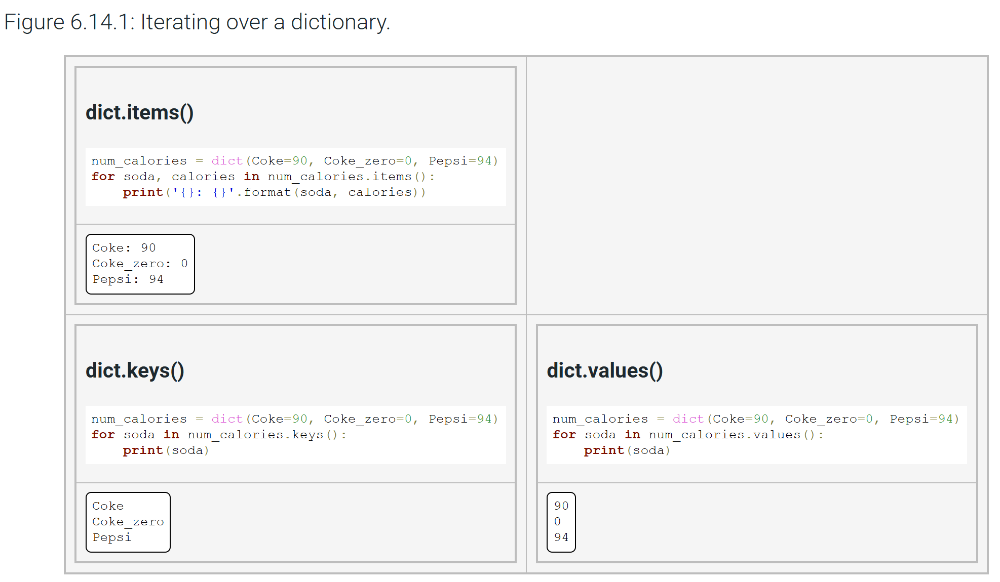 Figure 6.14.1: Iterating over a dictionary.
dict.items()
num_calories = dict(Coke=90, Coke_zero=0, Pepsi=94)
for soda, calories in num_calories.items():
    print('{}: {}'.format(soda, calories))
Coke: 90
Coke_zero: 0
Pepsi: 94
dict.keys()
num_calories = dict(Coke=90, Coke_zero=0, Pepsi=94)
for soda in num_calories.keys():
    print(soda)
Coke
Coke_zero
Pepsi
dict.values()
num_calories = dict(Coke=90, Coke_zero=0, Pepsi=94)
for soda in num_calories.values():
    print(soda)
90
0
94